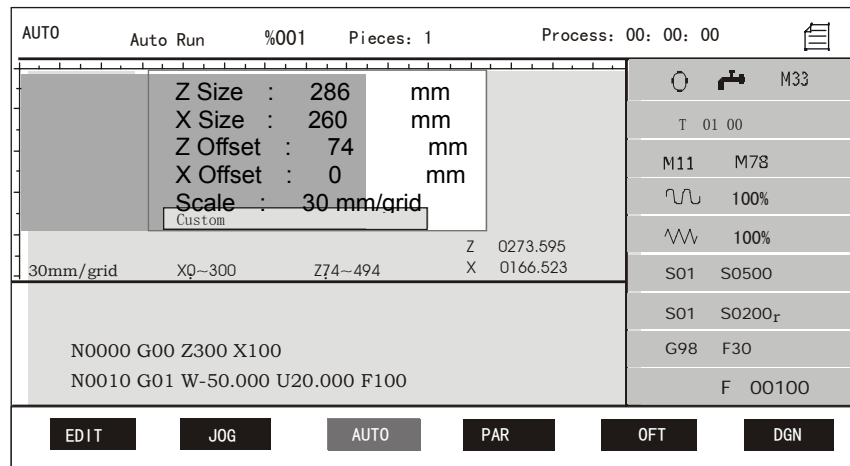 AUTO Auto Run %001 Pieces: 1 Process: 00: 00: 00
Z Size : 286 mm
X Size : 260 mm
Z Offset : 74 mm
X Offset : 0 mm
Scale : 30 mm/grid
Custom
Z 0273.595
X 0166.523
30mm/grid X0~300 Z74~494
M33
T 01 00
M11 M78
100%
100%
S01 S0500
S01 S0200r
G98 F30
F 00100
N0000 G00 Z300 X100
N0010 G01 W-50.000 U20.000 F100
EDIT JOG AUTO PAR OFT DGN